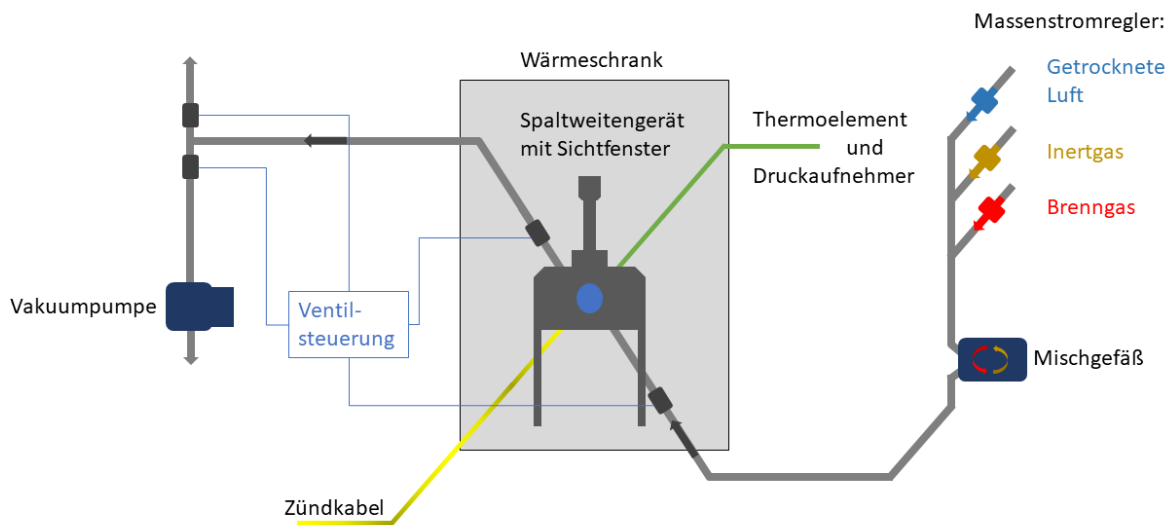 Massenstromregler:
Wärmeschrank
Getrocknete
Luft
Spaltweitengerät
mit Sichtfenster
Thermoelement
und
Druckaufnehmer
Inertgas
Brenngas
Vakuumpumpe
Ventil-
steuerung
Mischgefäß
Zündkabel